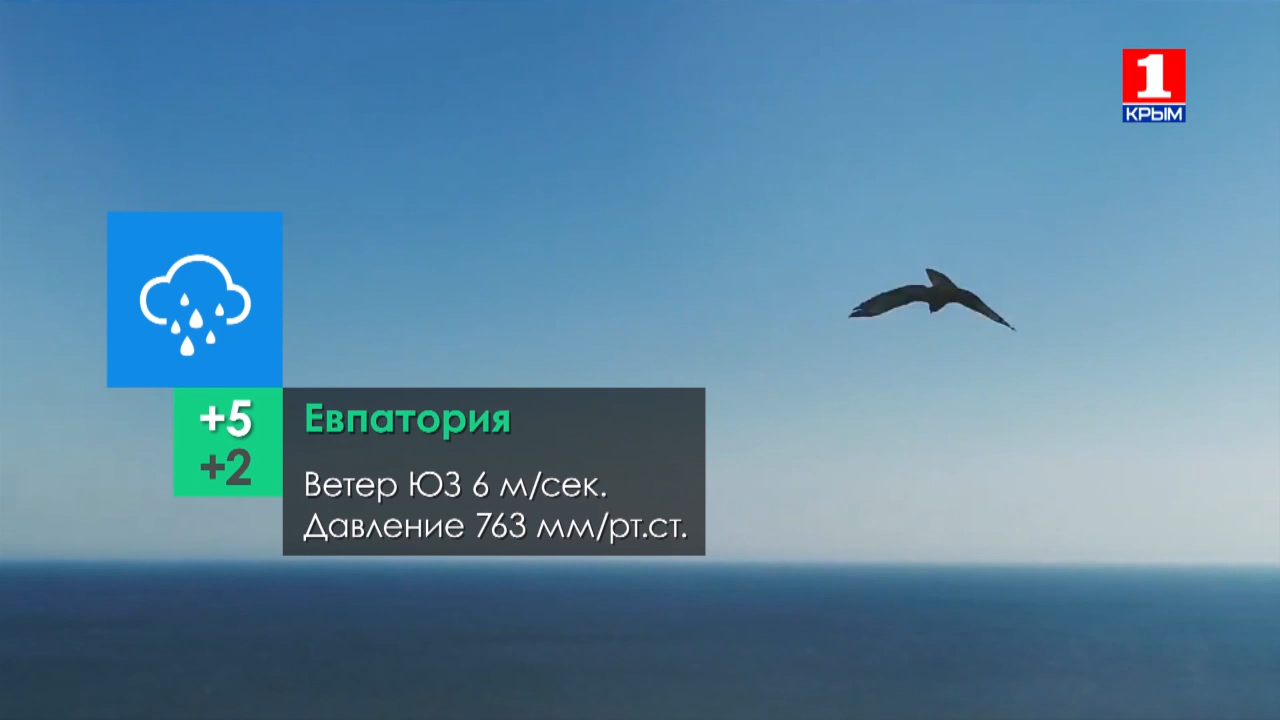 1
КРЫМ
+5
+2
Евпатория
Ветер ЮЗ 6 м/сек.
Давление 763 мм/рт.ст.